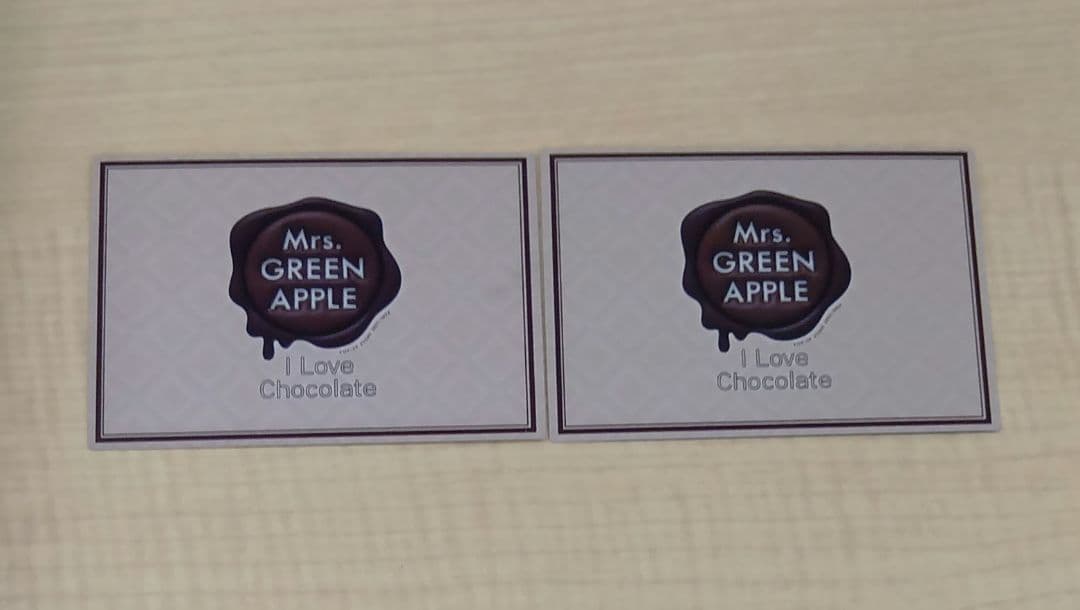 Mrs.
GREEN
APPLE
I Love
Chocolate
Mrs.
GREEN
APPLE
I Love
Chocolate